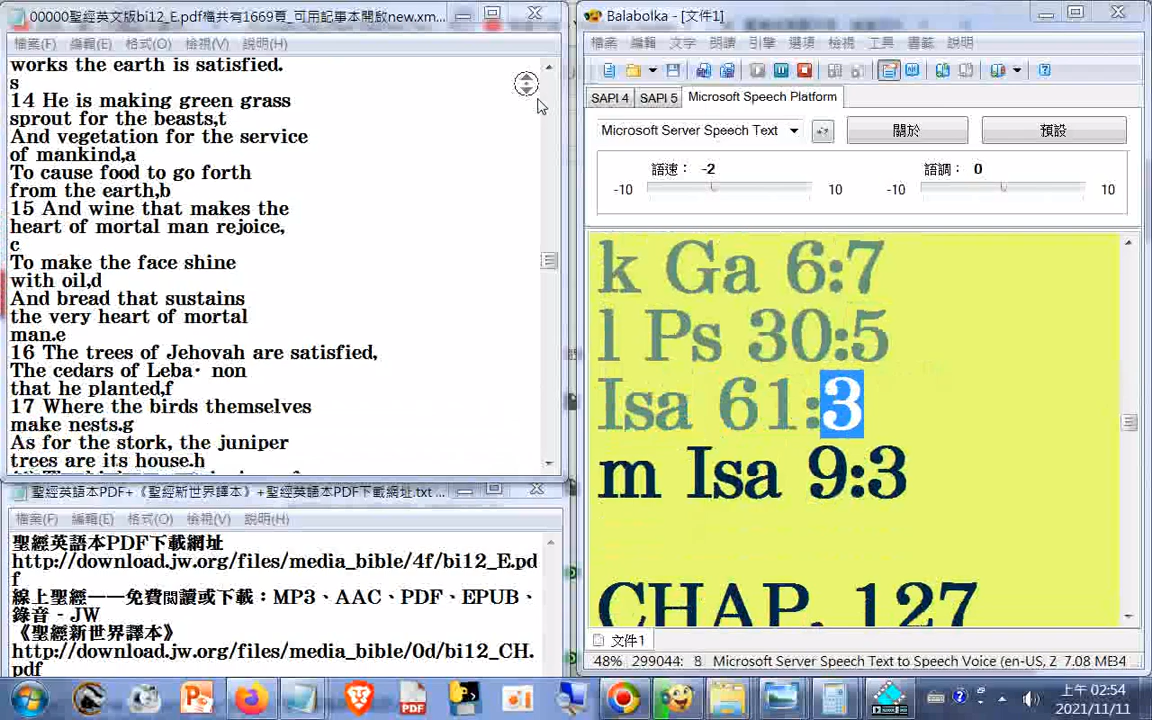 00000聖經英文版bi12_E.pdf檔共有1669頁_可用記事本開啟new.xm...
檔案(F) 編輯(E) 格式(O) 檢視(V) 說明(H)
works the earth is satisfied.
s
14 He is making green grass
sprout for the beasts,t
And vegetation for the service
of mankind,a
To cause food to go forth
from the earth,b
15 And wine that makes the
heart of mortal man rejoice,
c
To make the face shine
with oil,d
And bread that sustains
the very heart of mortal
man.e
16 The trees of Jehovah are satisfied,
The cedars of Leba· non
that he planted,f
17 Where the birds themselves
make nests.g
As for the stork, the juniper
trees are its house.h
聖經英語本PDF+《聖經新世界譯本》+聖經英語本PDF下載網址.txt ...
檔案(F) 編輯(E) 格式(O) 檢視(V) 說明(H)
聖經英語本PDF下載網址
http://download.jw.org/files/media_bible/4f/bi12_E.pd
f
線上聖經——免費閱讀或下載：MP3、AAC、PDF、EPUB、
錄音 - JW
《聖經新世界譯本》
http://download.jw.org/files/media_bible/0d/bi12_CH.
pdf
Balabolka - [文件1]
檔案 編輯 文字 朗讀 引擎 選項 檢視 工具 書籤 說明
SAPI 4 SAPI 5 Microsoft Speech Platform
Microsoft Server Speech Text 關於 預設
語速： -2 語調： 0
-10 10 -10 10
k Ga 6:7
l Ps 30:5
Isa 61:3
m Isa 9:3
CHAP. 127
文件1
48% 299044: 8 Microsoft Server Speech Text to Speech Voice (en-US, Z 7.08 MB34
上午 02:54
2021/11/11